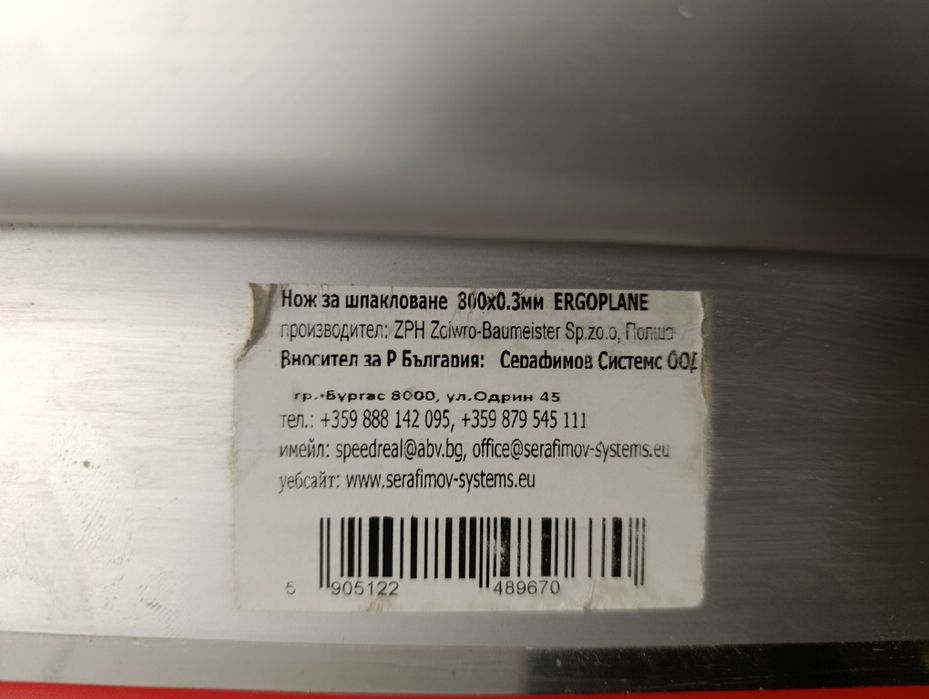 Нож за шпакловане 800x0.3мм ERGOPLANE
производител: ZPH Zciwro-Baumeister Sp.zo.o, Полша
Вносител за Р България: Серафимов Системс ООД
гр. Бургас 8000, ул.Одрин 45
тел.: +359 888 142 095, +359 879 545 111
имейл: speedreal@abv.bg, office@serafimov-systems.eu
уебсайт: www.serafimov-systems.eu
5 905122 489670